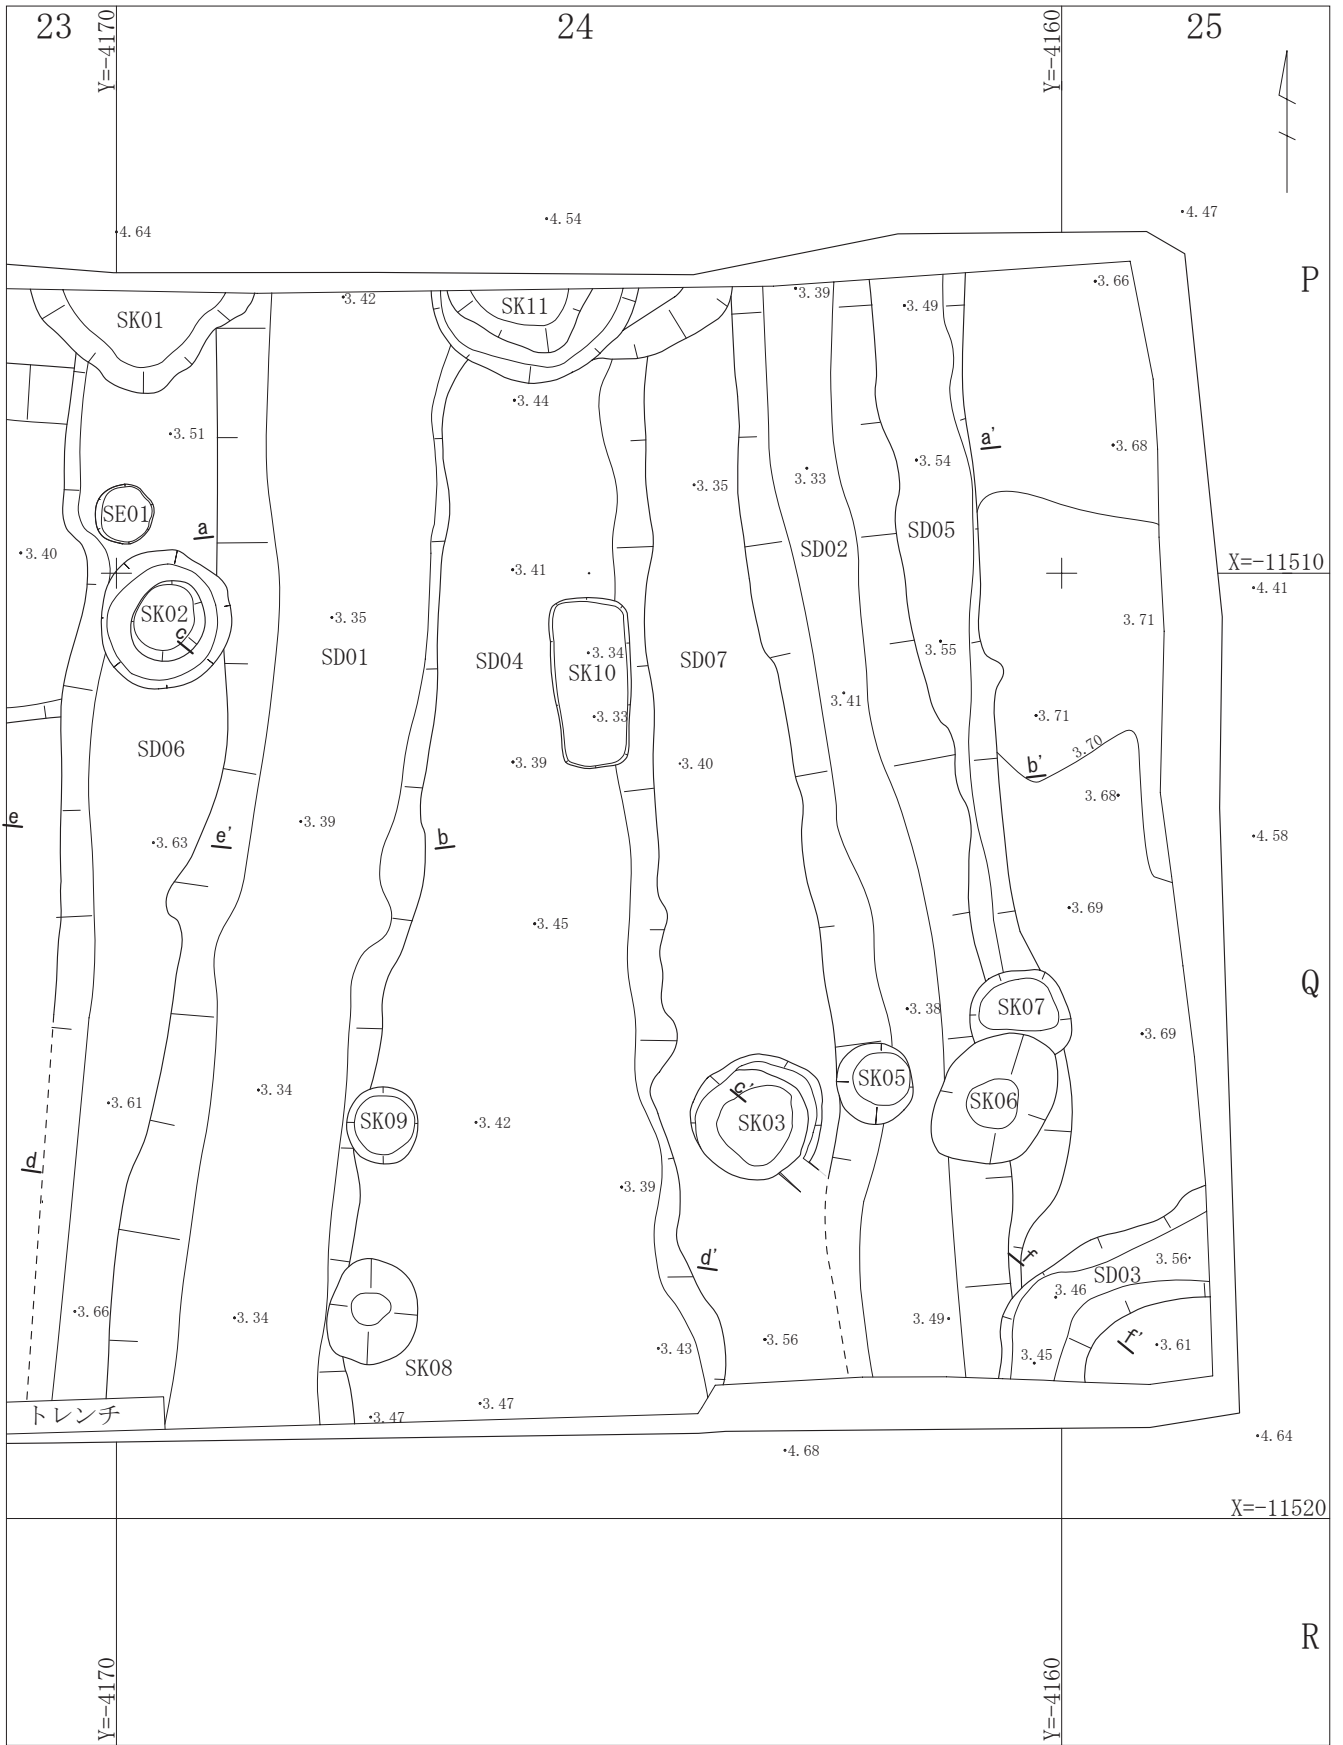 23
24
25
Y=-4170
Y=-4160
4.47
4.54
4.64
P
3.66
3.39
3.42
3.49
SK11
SK01
3.44
3.51
a'
3.68
3.54
3.33
3.35
SE01
a
SD05
SD02
3.40
X=-11510
3.41
4.41
SK02
c
3.35
3.71
3.34
3.55
SD01
SD04
SD07
SK10
3.41
3.33
3.71
SD06
3.70
3.39
3.40
b'
3.68
e
3.39
e'
b
4.58
3.63
3.69
3.45
Q
SK07
3.38
3.69
SK05
c'
3.34
3.61
SK06
SK09
3.42
SK03
d
3.39
f
d'
3.56
SD03
3.46
3.66
3.34
3.49
3.56
f'
3.61
3.43
3.45
SK08
3.47
3.47
トレンチ
4.64
4.68
X=-11520
R
Y=-4170
Y=-4160